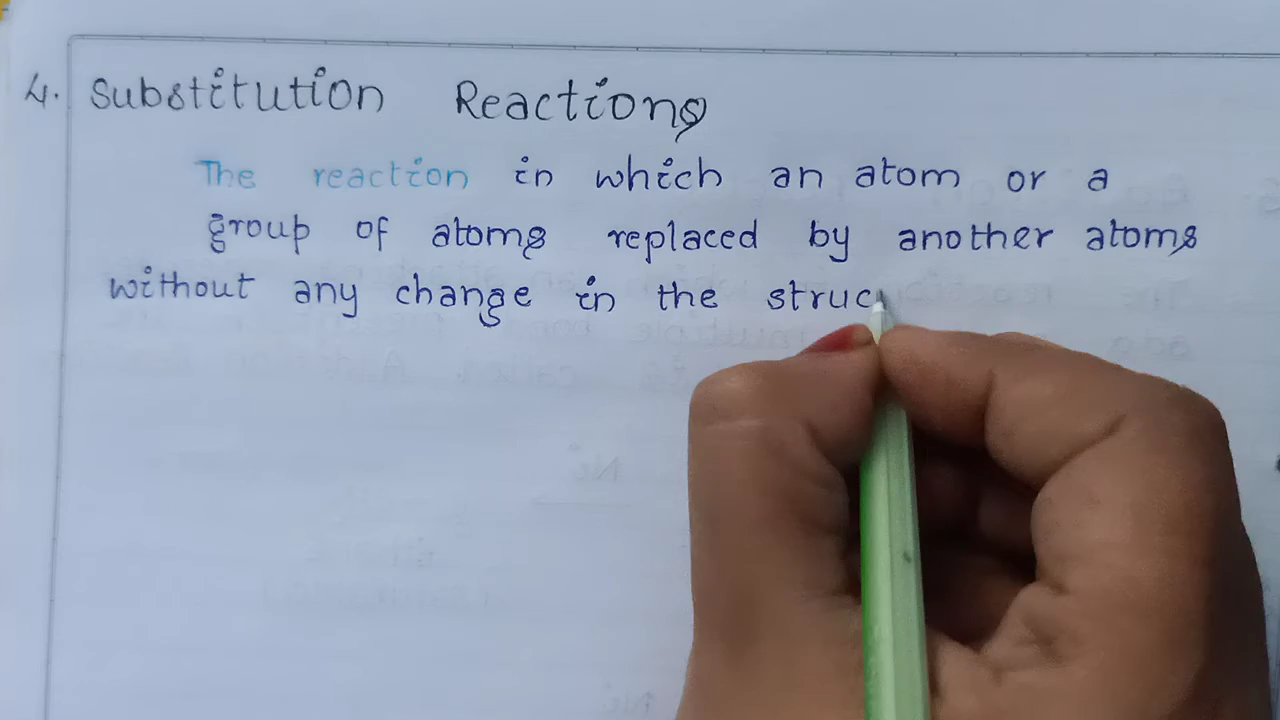 4. Substitution Reactions
The reaction in which an atom or a
group of atoms replaced by another atoms
without any change in the struc